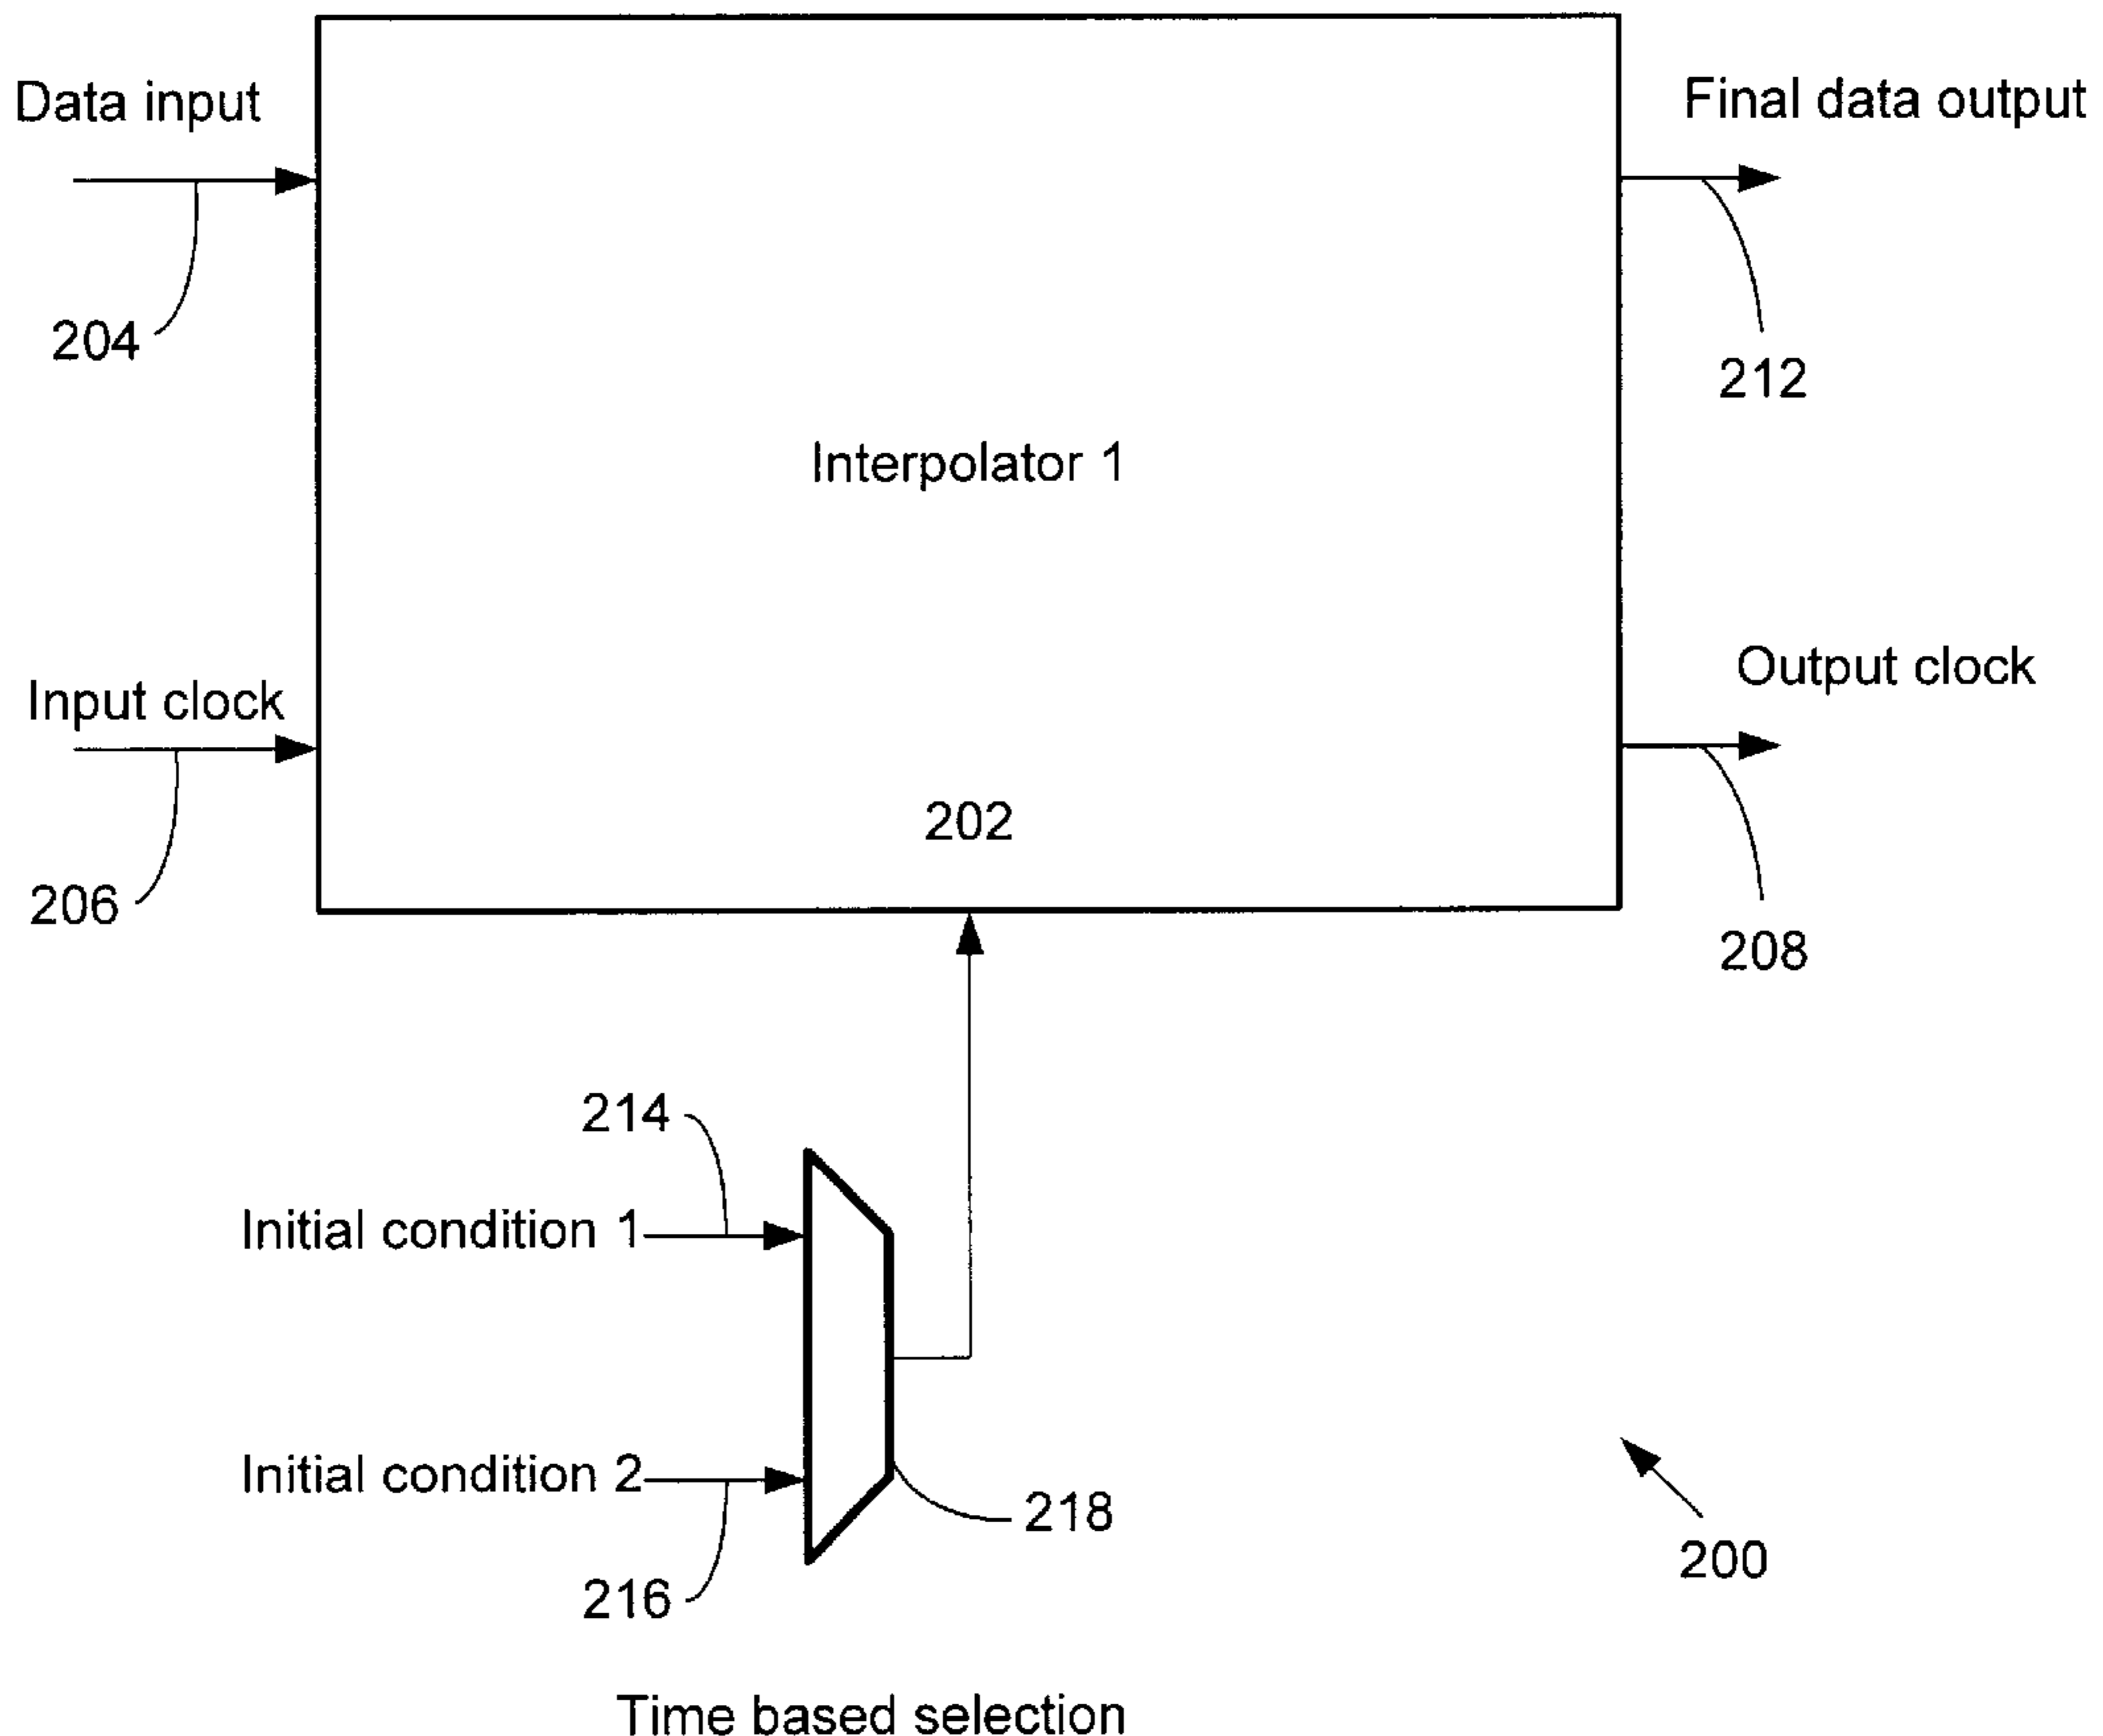 Data input
Final data output
204
212
Interpolator 1
Input clock
Output clock
202
206
208
214
Initial condition 1
Initial condition 2
218
216
200
Time based selection